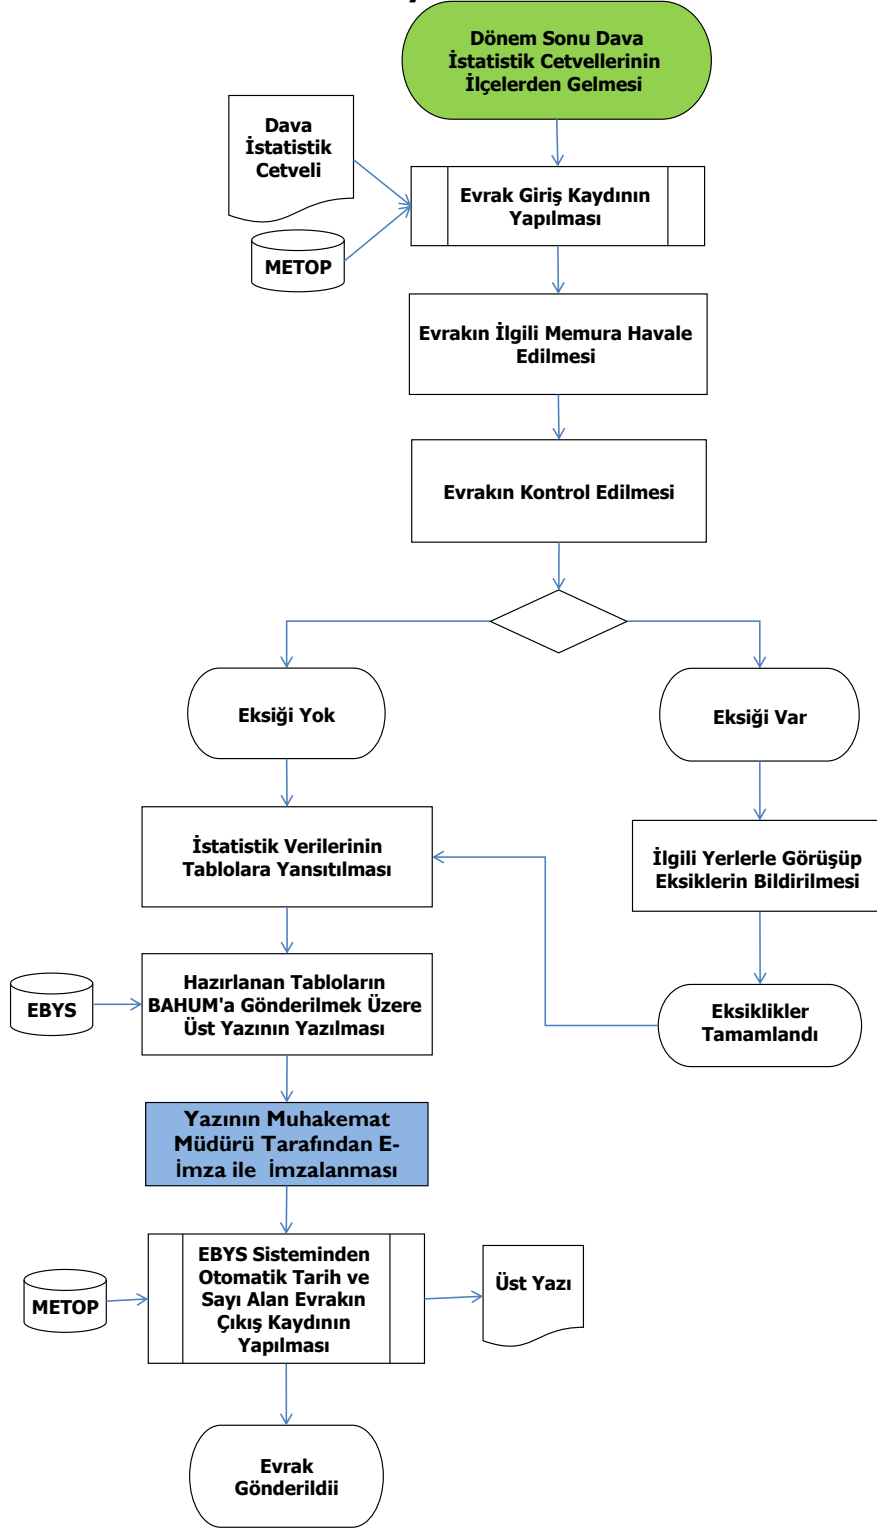 Dönem Sonu Dava
İstatistik Cetvellerinin
İlçelerden Gelmesi
Dava
İstatistik
Cetveli
Evrak Giriş Kaydının
Yapılması
METOP
Evrakın İlgili Memura Havale
Edilmesi
Evrakın Kontrol Edilmesi
Eksiği Yok
Eksiği Var
İstatistik Verilerinin
Tablolara Yansıtılması
İlgili Yerlerle Görüşüp
Eksiklerin Bildirilmesi
Hazırlanan Tabloların
BAHUM'a Gönderilmek Üzere
Üst Yazının Yazılması
EBYS
Eksiklikler
Tamamlandı
Yazının Muhakemat
Müdürü Tarafından E-
İmza ile İmzalanması
EBYS Sisteminden
Otomatik Tarih ve
Sayı Alan Evrakın
Çıkış Kaydının
Yapılması
METOP
Üst Yazı
Evrak
Gönderildii